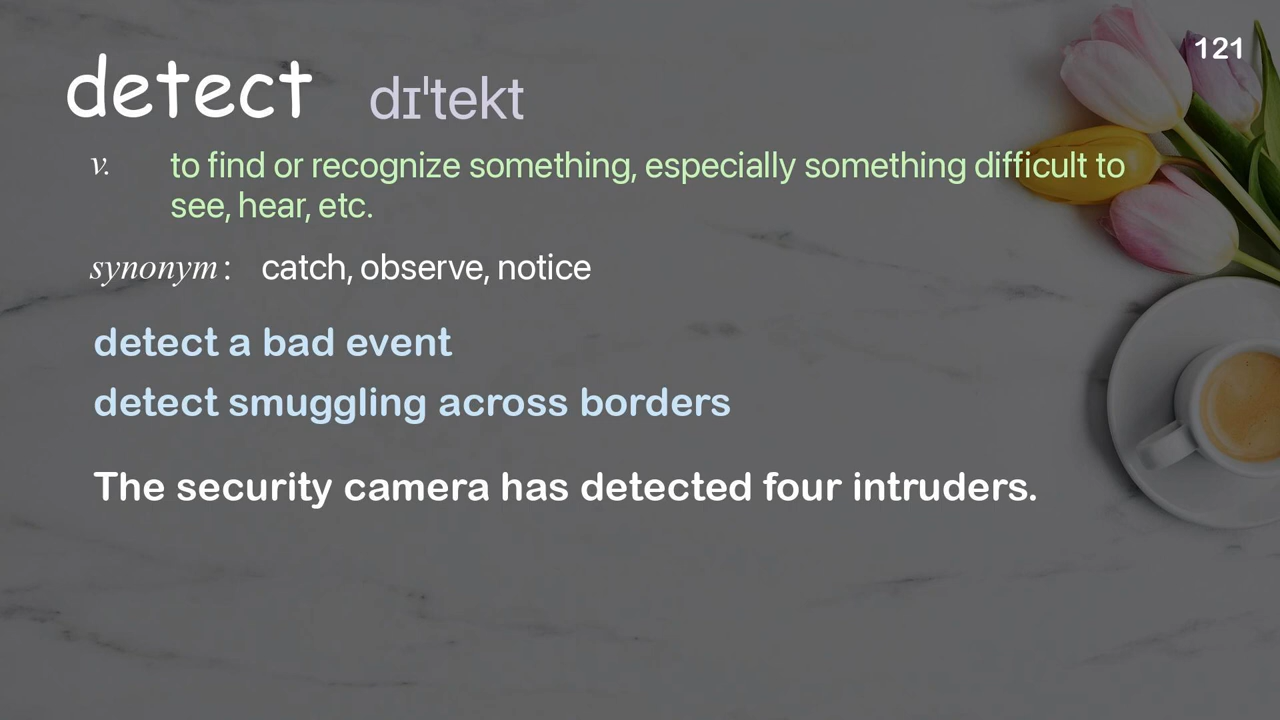 121
detect dɪˈtekt
v. to find or recognize something, especially something difficult to
see, hear, etc.
synonym: catch, observe, notice
detect a bad event
detect smuggling across borders
The security camera has detected four intruders.